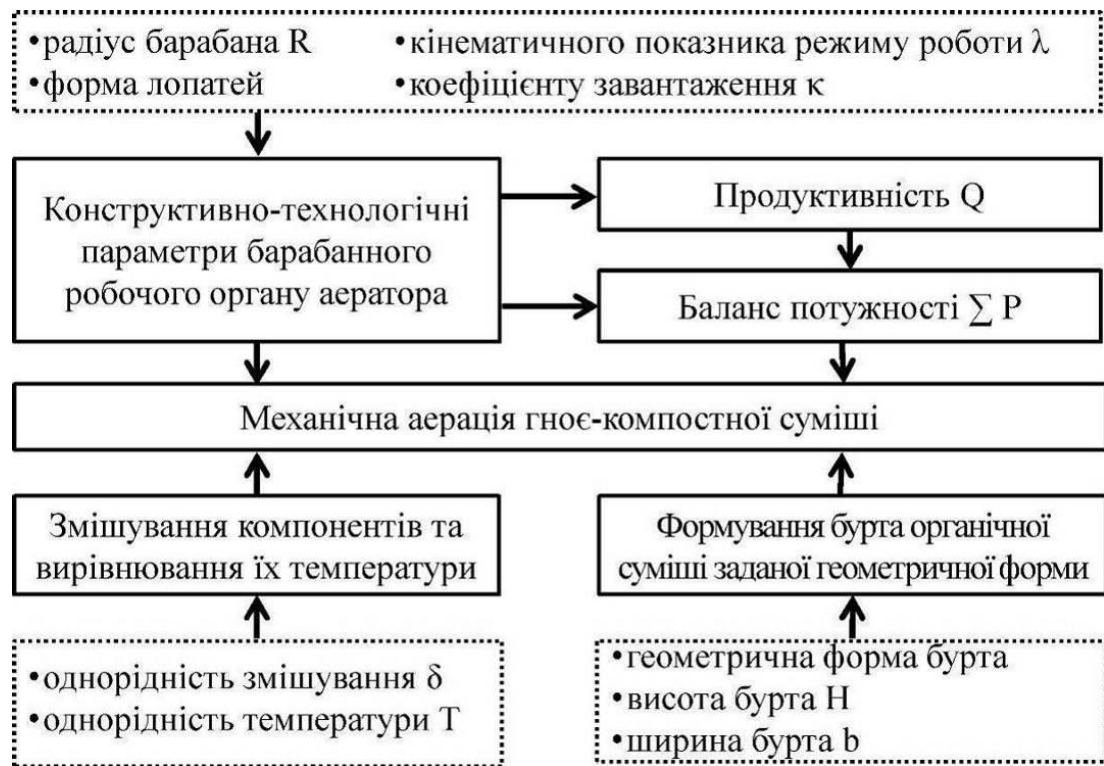 •радіус барабана R
•форма лопатей
•кінематичного показника режиму роботи λ
•коефіцієнту завантаження κ
Конструктивно-технологічні
параметри барабанного
робочого органу аератора
Продуктивність Q
Баланс потужності ∑ P
Механічна аерація гноє-компостної суміші
Змішування компонентів та
вирівнювання їх температури
Формування бурта органічної
суміші заданої геометричної форми
•однорідність змішування δ
•однорідність температури T
•геометрична форма бурта
•висота бурта H
•ширина бурта b